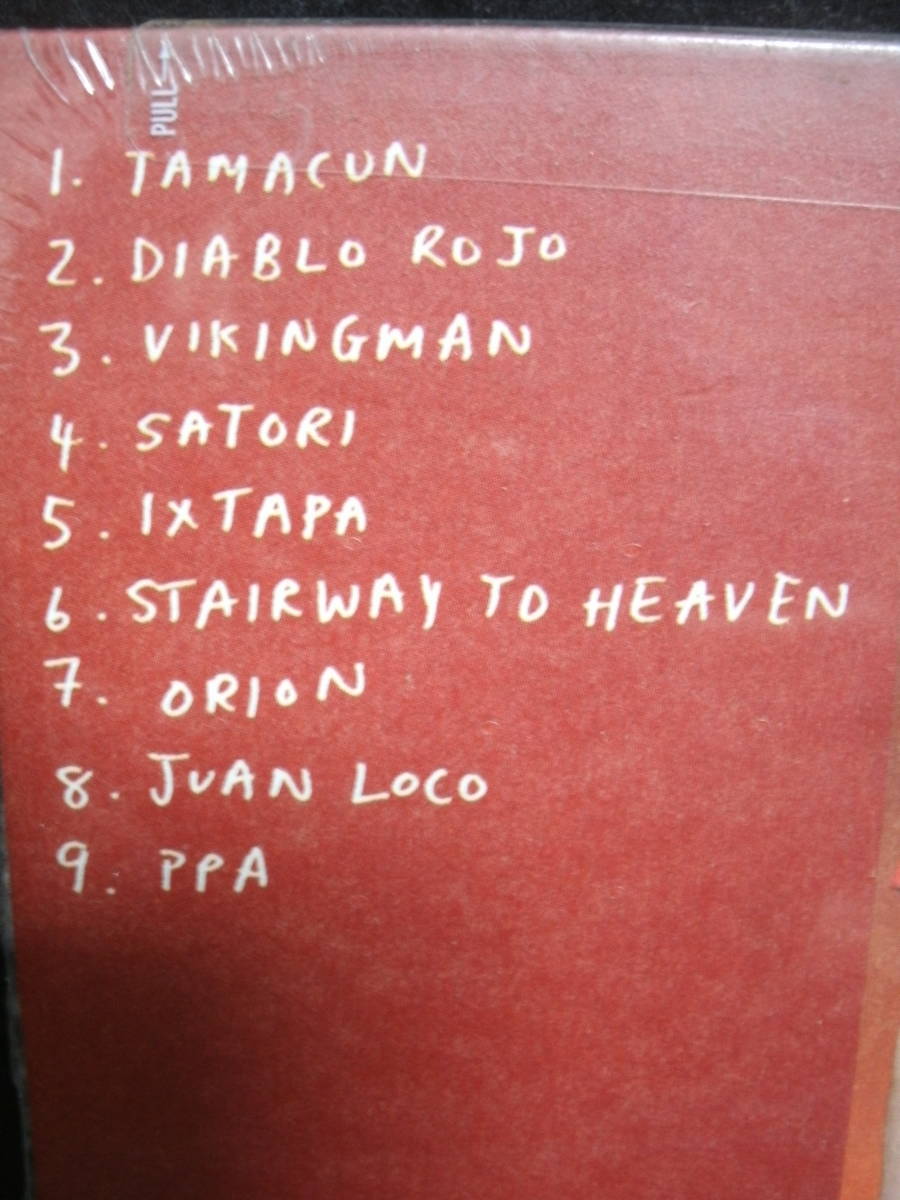 PULL→
1. TAMACUN
2. DIABLO ROJO
3. VIKINGMAN
4. SATORI
5. IXTAPA
6. STAIRWAY TO HEAVEN
7. ORION
8. JUAN LOCO
9. PPA